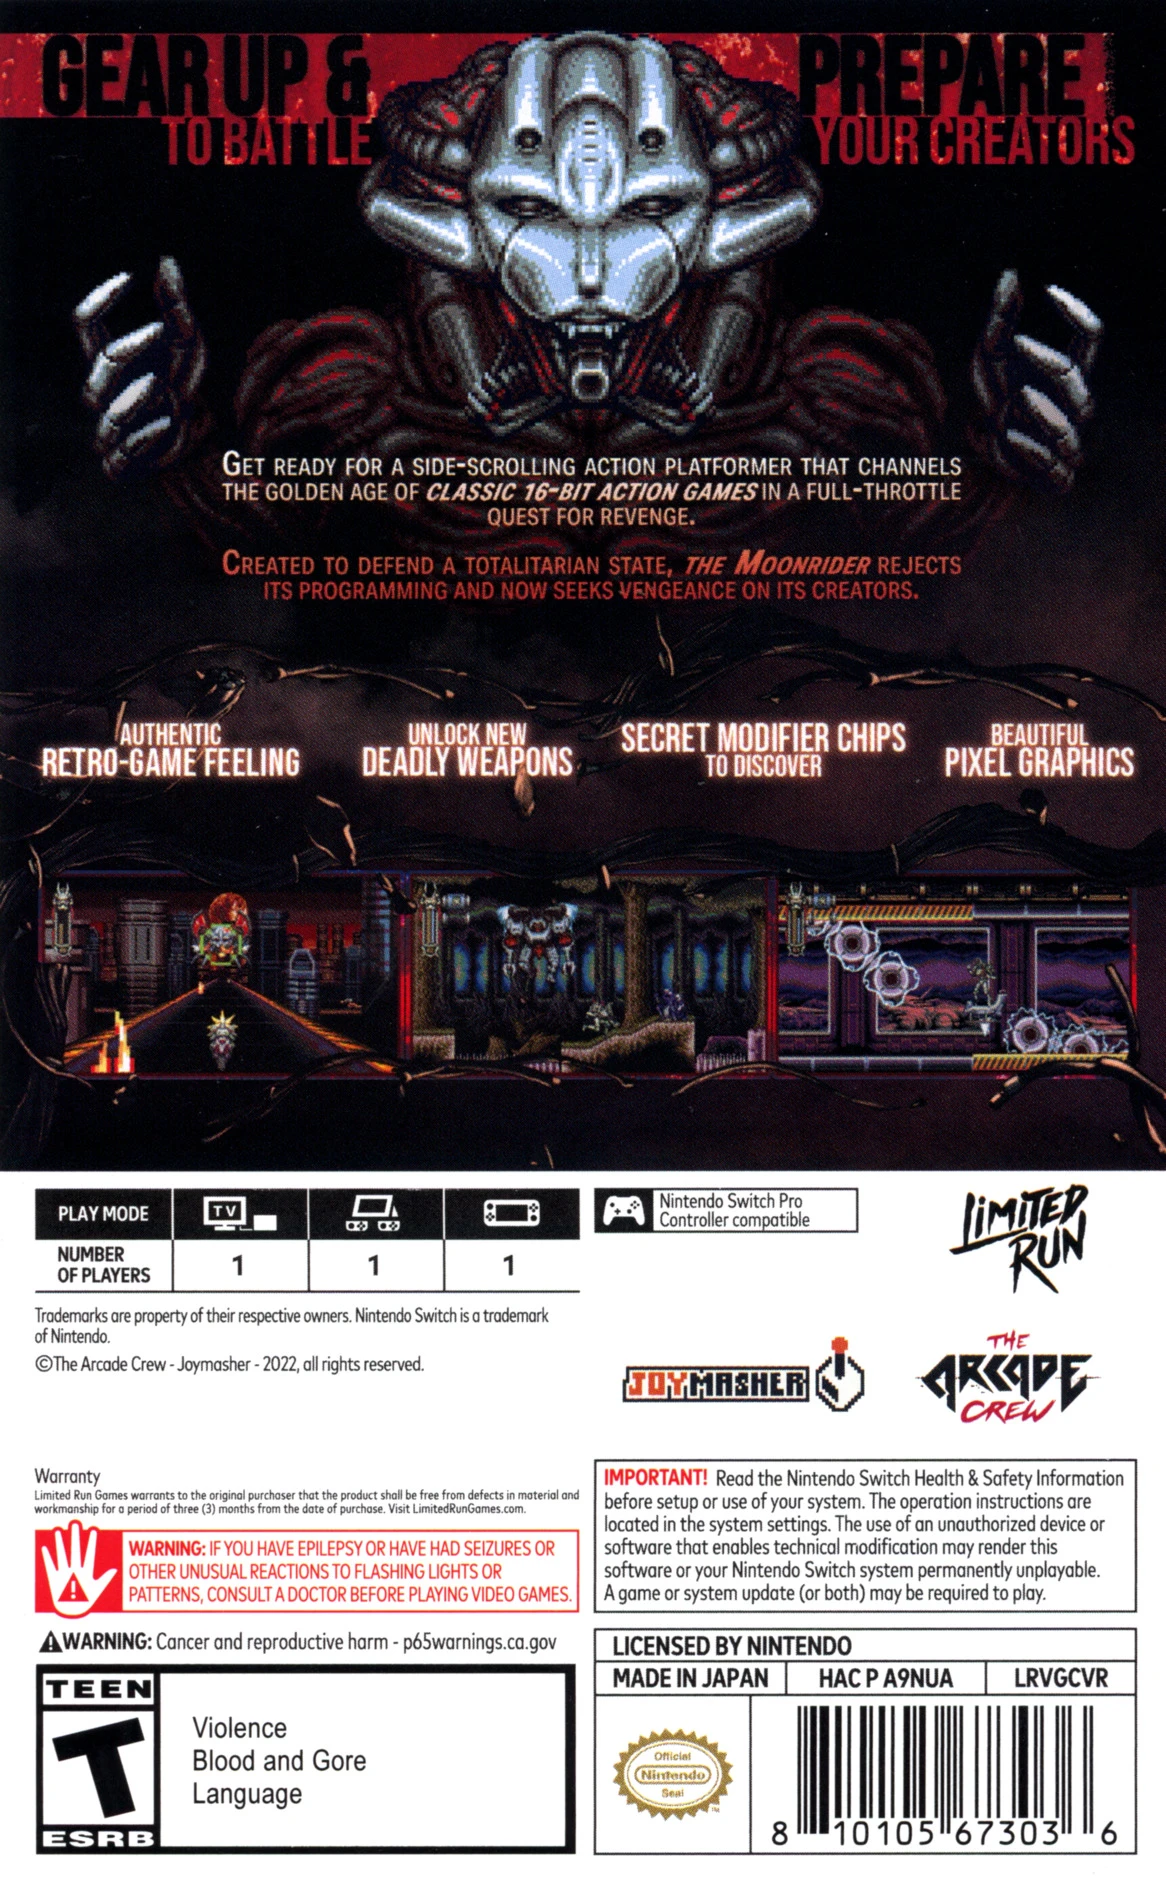 GEAR UP & PREPARE
TO BATTLE YOUR CREATORS
GET READY FOR A SIDE-SCROLLING ACTION PLATFORMER THAT CHANNELS
THE GOLDEN AGE OF CLASSIC 16-BIT ACTION GAMES IN A FULL-THROTTLE
QUEST FOR REVENGE.
CREATED TO DEFEND A TOTALITARIAN STATE, THE MOONRIDER REJECTS
ITS PROGRAMMING AND NOW SEEKS VENGEANCE ON ITS CREATORS.
AUTHENTIC
RETRO-GAME FEELING
UNLOCK NEW
DEADLY WEAPONS
SECRET MODIFIER CHIPS
TO DISCOVER
BEAUTIFUL
PIXEL GRAPHICS
PLAY MODE
TV
NUMBER
OF PLAYERS
1
1
1
Nintendo Switch Pro
Controller compatible
LIMITED
RUN
Trademarks are property of their respective owners. Nintendo Switch is a trademark
of Nintendo.
©The Arcade Crew - Joymasher - 2022, all rights reserved.
JOYMASHER
THE
ARCADE
CREW
Warranty
Limited Run Games warrants to the original purchaser that the product shall be free from defects in material and
workmanship for a period of three (3) months from the date of purchase. Visit LimitedRunGames.com.
WARNING: IF YOU HAVE EPILEPSY OR HAVE HAD SEIZURES OR
OTHER UNUSUAL REACTIONS TO FLASHING LIGHTS OR
PATTERNS, CONSULT A DOCTOR BEFORE PLAYING VIDEO GAMES.
WARNING: Cancer and reproductive harm - p65warnings.ca.gov
IMPORTANT! Read the Nintendo Switch Health & Safety Information
before setup or use of your system. The operation instructions are
located in the system settings. The use of an unauthorized device or
software that enables technical modification may render this
software or your Nintendo Switch system permanently unplayable.
A game or system update (or both) may be required to play.
TEEN
T
ESRB
Violence
Blood and Gore
Language
LICENSED BY NINTENDO
MADE IN JAPAN
HAC P A9NUA
LRVGCVR
Official
Nintendo
Seal
TM
8 10105 67303 6